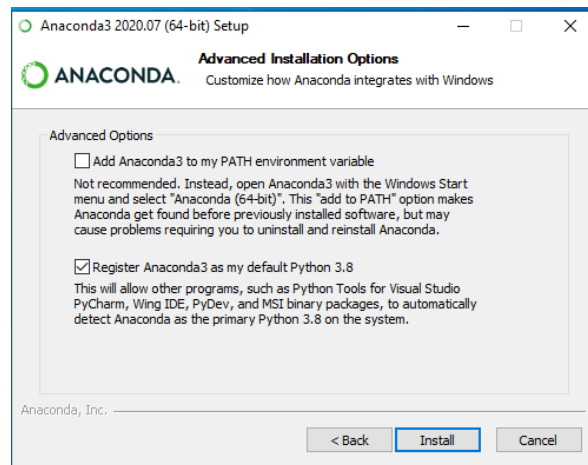 Anaconda3 2020.07 (64-bit) Setup
ANACONDA.
Advanced Installation Options
Customize how Anaconda integrates with Windows
Advanced Options
Add Anaconda3 to my PATH environment variable
Not recommended. Instead, open Anaconda3 with the Windows Start
menu and select "Anaconda (64-bit)". This "add to PATH" option makes
Anaconda get found before previously installed software, but may
cause problems requiring you to uninstall and reinstall Anaconda.
Register Anaconda3 as my default Python 3.8
This will allow other programs, such as Python Tools for Visual Studio
PyCharm, Wing IDE, PyDev, and MSI binary packages, to automatically
detect Anaconda as the primary Python 3.8 on the system.
Anaconda, Inc.
< Back Install Cancel